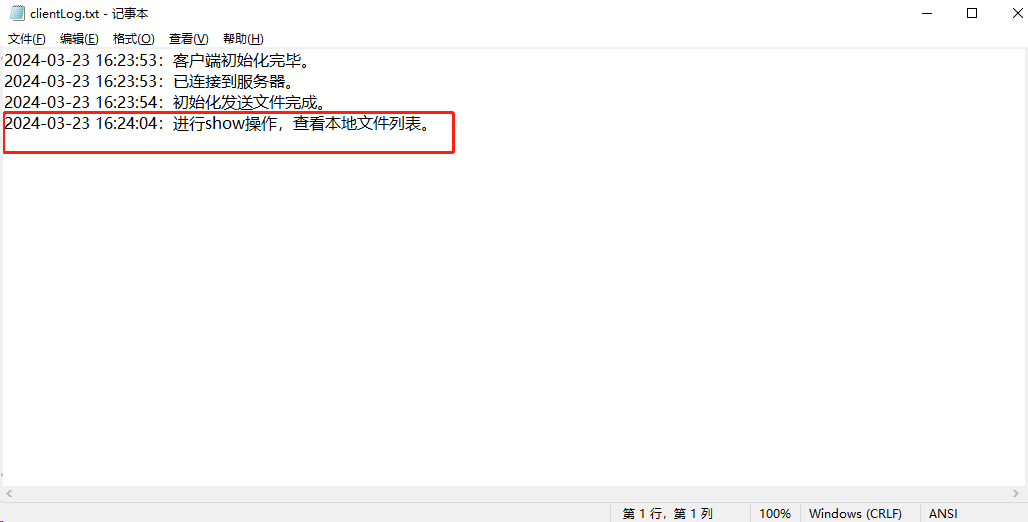 clientLog.txt - 记事本
文件(F) 编辑(E) 格式(O) 查看(V) 帮助(H)
2024-03-23 16:23:53：客户端初始化完毕。
2024-03-23 16:23:53：已连接到服务器。
2024-03-23 16:23:54：初始化发送文件完成。
2024-03-23 16:24:04：进行show操作，查看本地文件列表。
第 1 行，第 1 列 100% Windows (CRLF) ANSI